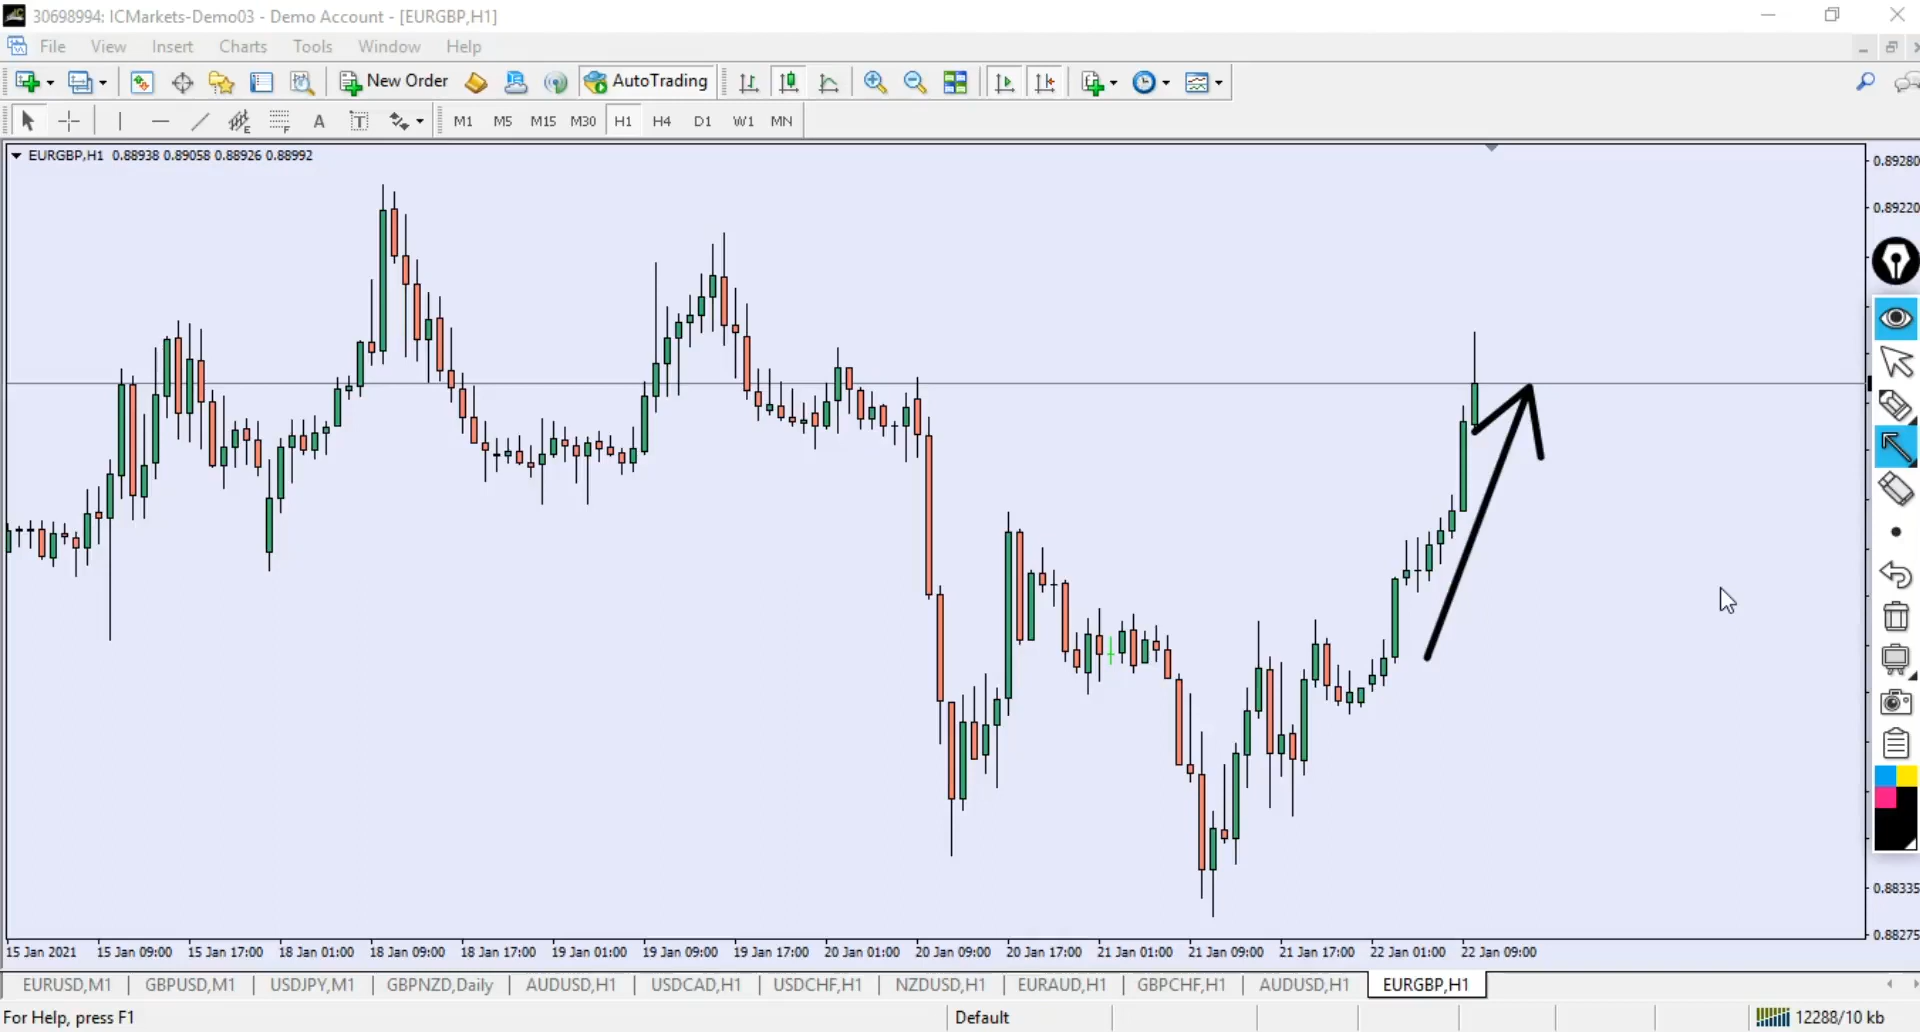 30698994: ICMarkets-Demo03 - Demo Account - [EURGBP,H1]
File View Insert Charts Tools Window Help
New Order AutoTrading
E F A T M1 M5 M15 M30 H1 H4 D1 W1 MN
EURGBP,H1 0.88938 0.89058 0.88926 0.88992
0.89280
0.89220
0.88335
0.88275
15 Jan 2021 15 Jan 09:00 15 Jan 17:00 18 Jan 01:00 18 Jan 09:00 18 Jan 17:00 19 Jan 01:00 19 Jan 09:00 19 Jan 17:00 20 Jan 01:00 20 Jan 09:00 20 Jan 17:00 21 Jan 01:00 21 Jan 09:00 21 Jan 17:00 22 Jan 01:00 22 Jan 09:00
EURUSD,M1 GBPUSD,M1 USDJPY,M1 GBPNZD,Daily AUDUSD,H1 USDCAD,H1 USDCHF,H1 NZDUSD,H1 EURAUD,H1 GBPCHF,H1 AUDUSD,H1 EURGBP,H1
For Help, press F1 Default 12288/10 kb